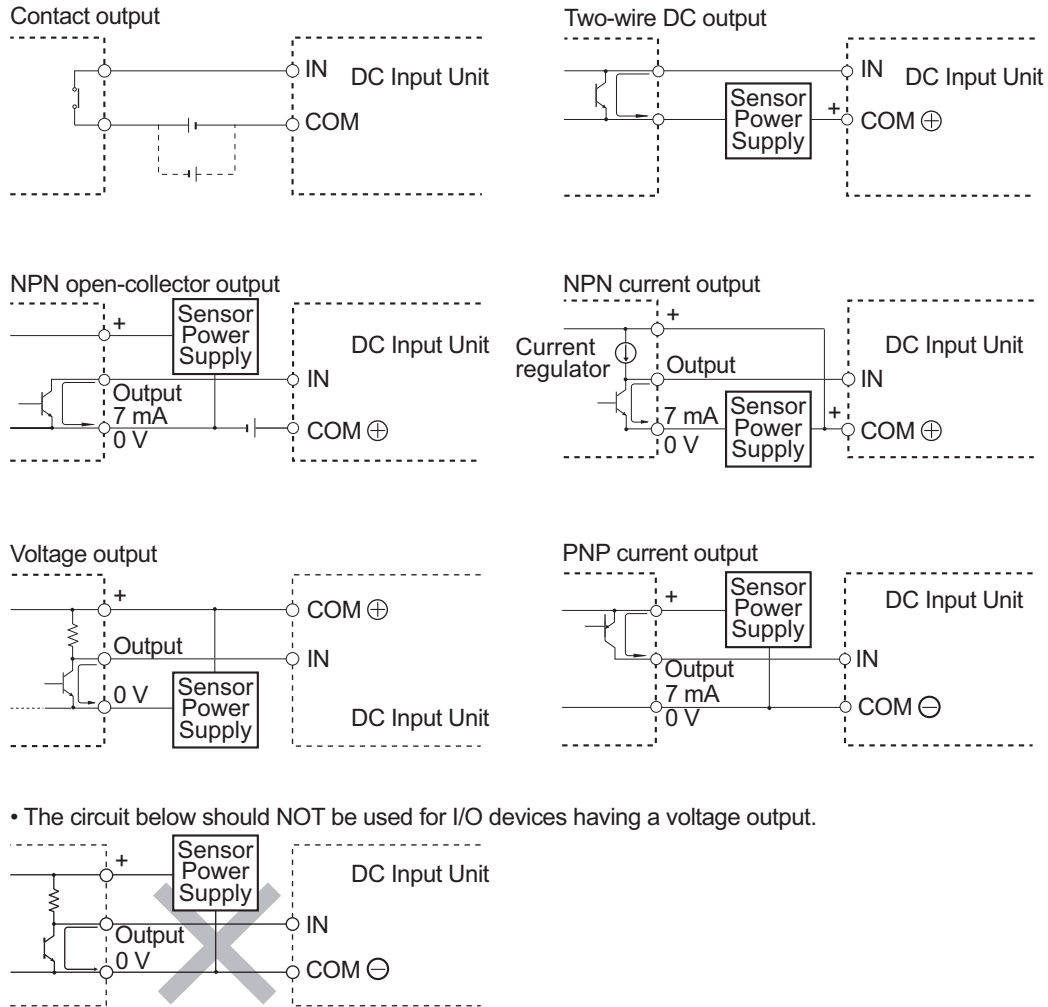 Contact output
IN
DC Input Unit
COM
Two-wire DC output
IN
DC Input Unit
Sensor
Power
Supply
+
COM ⊕
NPN open-collector output
+
Sensor
Power
Supply
DC Input Unit
Output
IN
7 mA
0 V
COM ⊕
NPN current output
+
Current
regulator
Output
DC Input Unit
IN
7 mA
0 V
Sensor
Power
Supply
+
COM ⊕
Voltage output
+
COM ⊕
Output
IN
0 V
Sensor
Power
Supply
DC Input Unit
PNP current output
+
Sensor
Power
Supply
DC Input Unit
IN
Output
7 mA
0 V
COM ⊖
• The circuit below should NOT be used for I/O devices having a voltage output.
+
Sensor
Power
Supply
DC Input Unit
Output
IN
0 V
COM ⊖